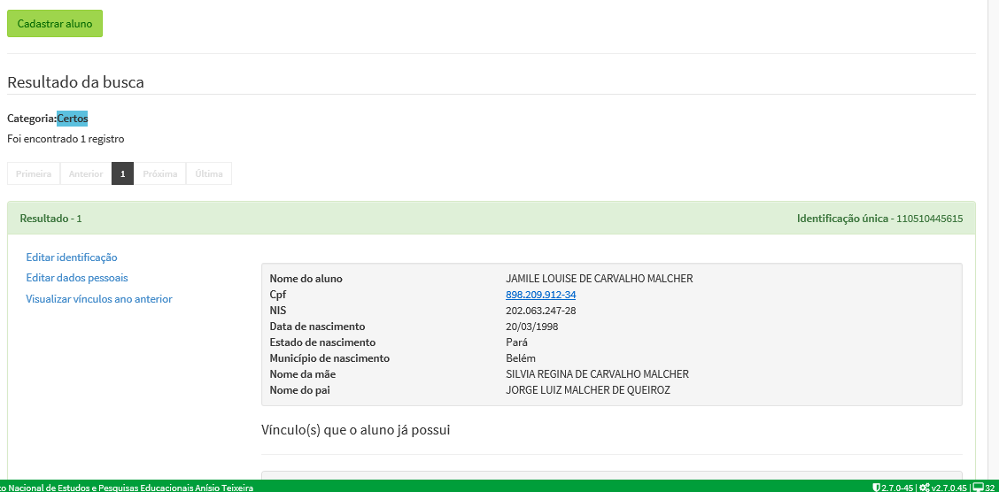 Cadastrar aluno
Resultado da busca
Categoria:Certos
Foi encontrado 1 registro
Primeira Anterior 1 Próxima Última
Resultado - 1 Identificação única - 110510445615
Editar identificação
Editar dados pessoais
Visualizar vínculos ano anterior
Nome do aluno JAMILE LOUISE DE CARVALHO MALCHER
Cpf 898.209.912-34
NIS 202.063.247-28
Data de nascimento 20/03/1998
Estado de nascimento Pará
Município de nascimento Belém
Nome da mãe SILVIA REGINA DE CARVALHO MALCHER
Nome do pai JORGE LUIZ MALCHER DE QUEIROZ
Vínculo(s) que o aluno já possui
to Nacional de Estudos e Pesquisas Educacionais Anísio Teixeira 2.7.0-45 | v2.7.0.45 | 32